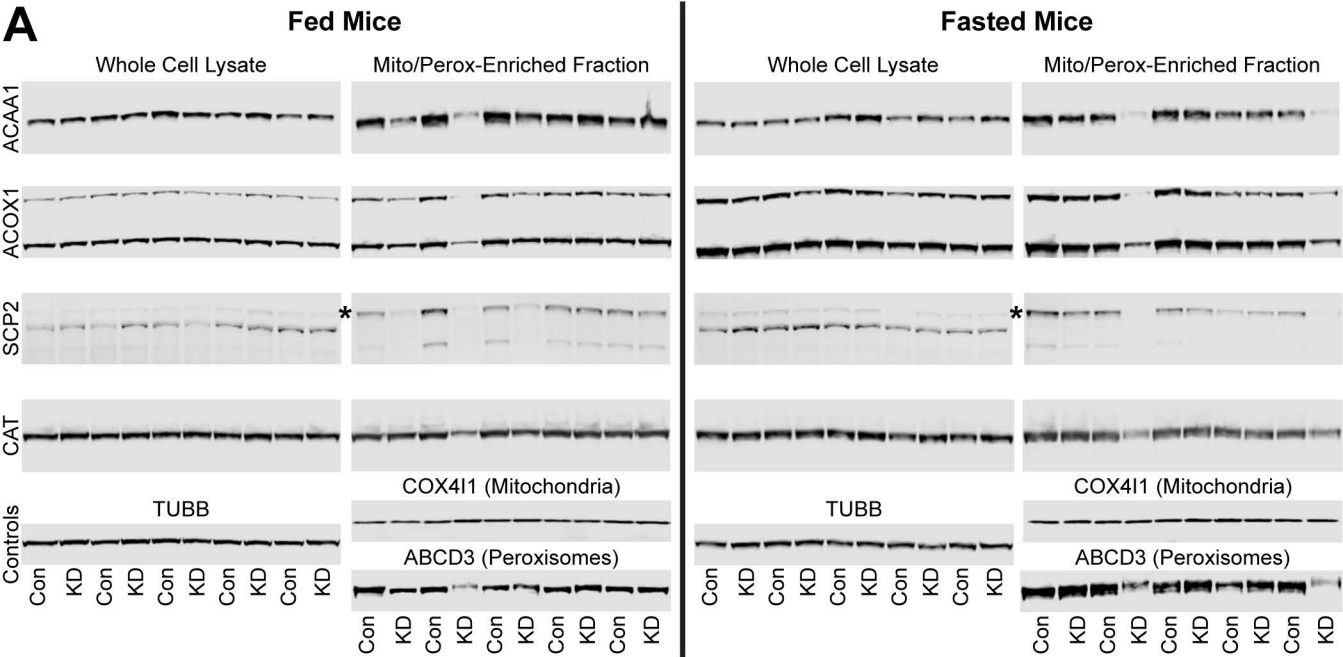 A
Fed Mice
Fasted Mice
Whole Cell Lysate
Mito/Perox-Enriched Fraction
Whole Cell Lysate
Mito/Perox-Enriched Fraction
ACAA1
ACOX1
SCP2
*
*
CAT
Controls
TUBB
COX4I1 (Mitochondria)
ABCD3 (Peroxisomes)
TUBB
COX4I1 (Mitochondria)
ABCD3 (Peroxisomes)
Con KD Con KD Con KD Con KD Con KD
Con KD Con KD Con KD Con KD Con KD
Con KD Con KD Con KD Con KD Con KD
Con KD Con KD Con KD Con KD Con KD